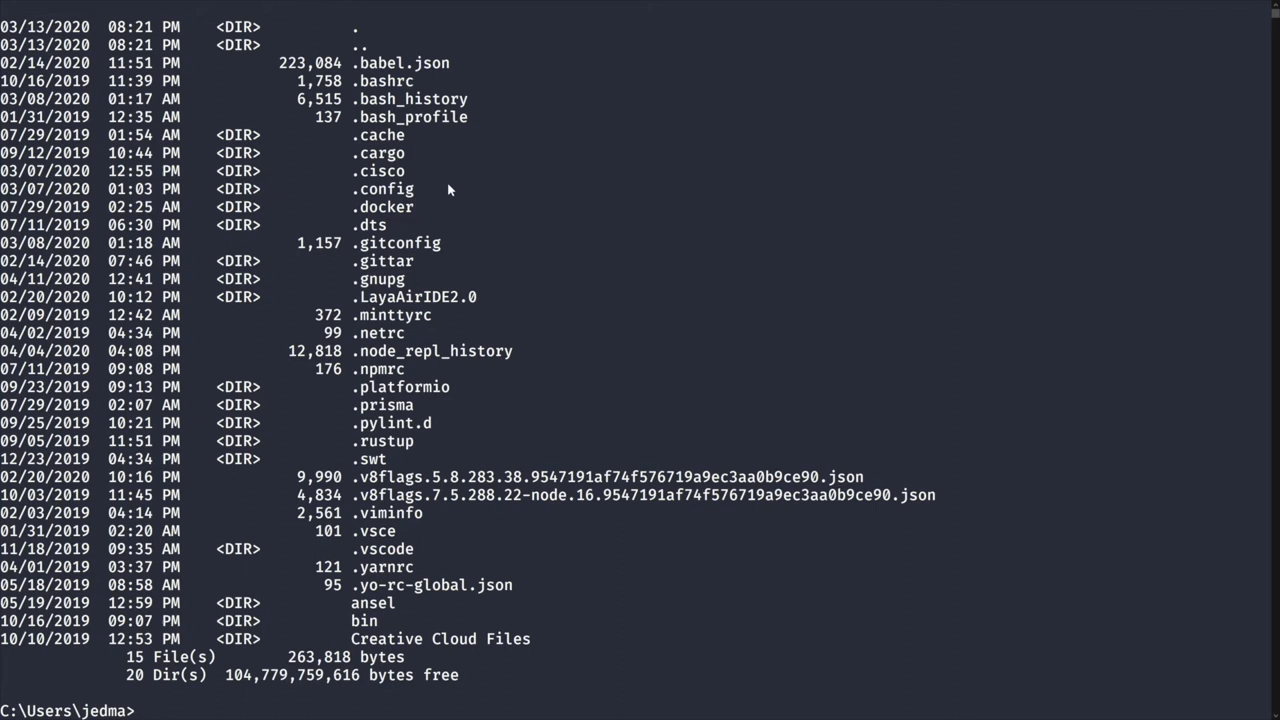 03/13/2020  08:21 PM    <DIR>          .
03/13/2020  08:21 PM    <DIR>          ..
02/14/2020  11:51 PM           223,084 .babel.json
10/16/2019  11:39 PM             1,758 .bashrc
03/08/2020  01:17 AM             6,515 .bash_history
01/31/2019  12:35 AM               137 .bash_profile
07/29/2019  01:54 AM    <DIR>          .cache
09/12/2019  10:44 PM    <DIR>          .cargo
03/07/2020  12:55 PM    <DIR>          .cisco
03/07/2020  01:03 PM    <DIR>          .config
07/29/2019  02:25 AM    <DIR>          .docker
07/11/2019  06:30 PM    <DIR>          .dts
03/08/2020  01:18 AM             1,157 .gitconfig
02/14/2020  07:46 PM    <DIR>          .gittar
04/11/2020  12:41 PM    <DIR>          .gnupg
02/20/2020  10:12 PM    <DIR>          .LayaAirIDE2.0
02/09/2019  12:42 AM               372 .minttyrc
04/02/2019  04:34 PM                99 .netrc
04/04/2020  04:08 PM            12,818 .node_repl_history
07/11/2019  09:08 PM               176 .npmrc
09/23/2019  09:13 PM    <DIR>          .platformio
07/29/2019  02:07 AM    <DIR>          .prisma
09/25/2019  10:21 PM    <DIR>          .pylint.d
09/05/2019  11:51 PM    <DIR>          .rustup
12/23/2019  04:34 PM    <DIR>          .swt
02/20/2020  10:16 PM             9,990 .v8flags.5.8.283.38.9547191af74f576719a9ec3aa0b9ce90.json
10/03/2019  11:45 PM             4,834 .v8flags.7.5.288.22-node.16.9547191af74f576719a9ec3aa0b9ce90.json
02/03/2020  04:14 PM             2,561 .viminfo
01/31/2019  02:20 AM               101 .vsce
11/18/2019  09:35 AM    <DIR>          .vscode
04/01/2019  03:37 PM               121 .yarnrc
05/18/2019  08:58 AM                95 .yo-rc-global.json
05/19/2019  12:59 PM    <DIR>          ansel
10/16/2019  09:07 PM    <DIR>          bin
10/10/2019  12:53 PM    <DIR>          Creative Cloud Files
              15 File(s)        263,818 bytes
              20 Dir(s)  104,779,759,616 bytes free
C:\Users\jedma>